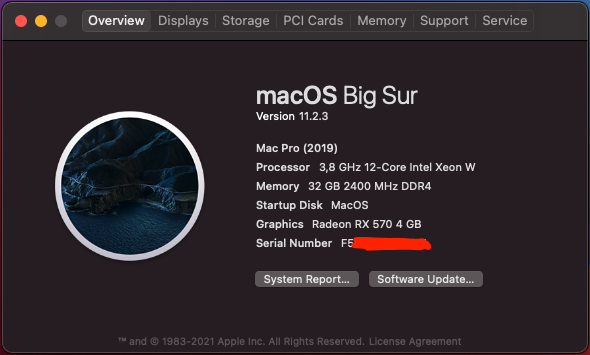 Overview Displays Storage PCI Cards Memory Support Service
macOS Big Sur
Version 11.2.3
Mac Pro (2019)
Processor 3,8 GHz 12-Core Intel Xeon W
Memory 32 GB 2400 MHz DDR4
Startup Disk MacOS
Graphics Radeon RX 570 4 GB
Serial Number F5
System Report... Software Update...
™ and © 1983-2021 Apple Inc. All Rights Reserved. License Agreement